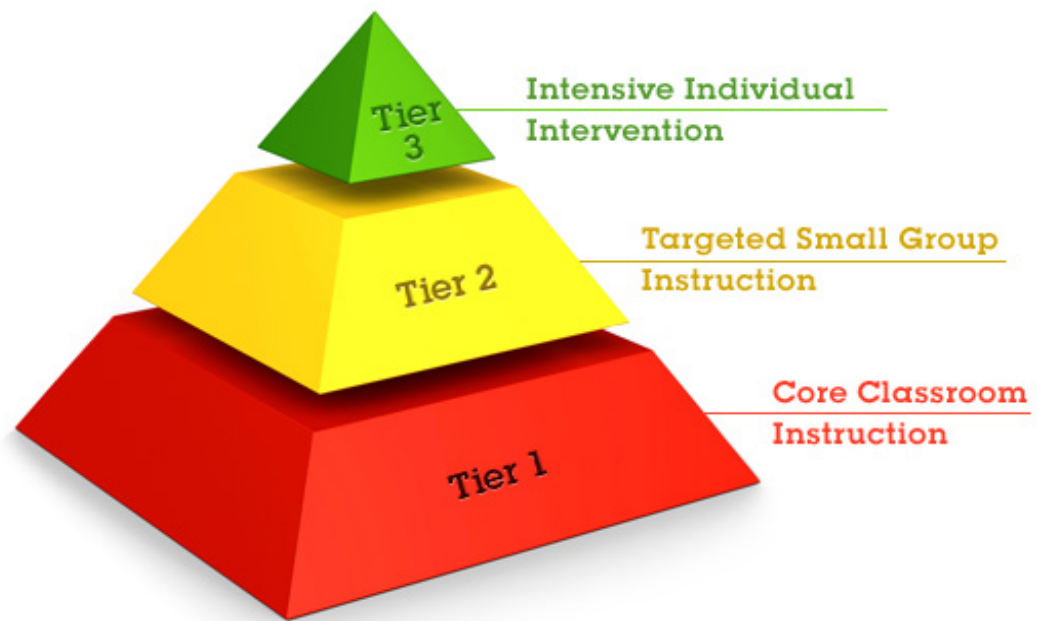 Tier
3
Intensive Individual
Intervention
Tier 2
Targeted Small Group
Instruction
Tier 1
Core Classroom
Instruction